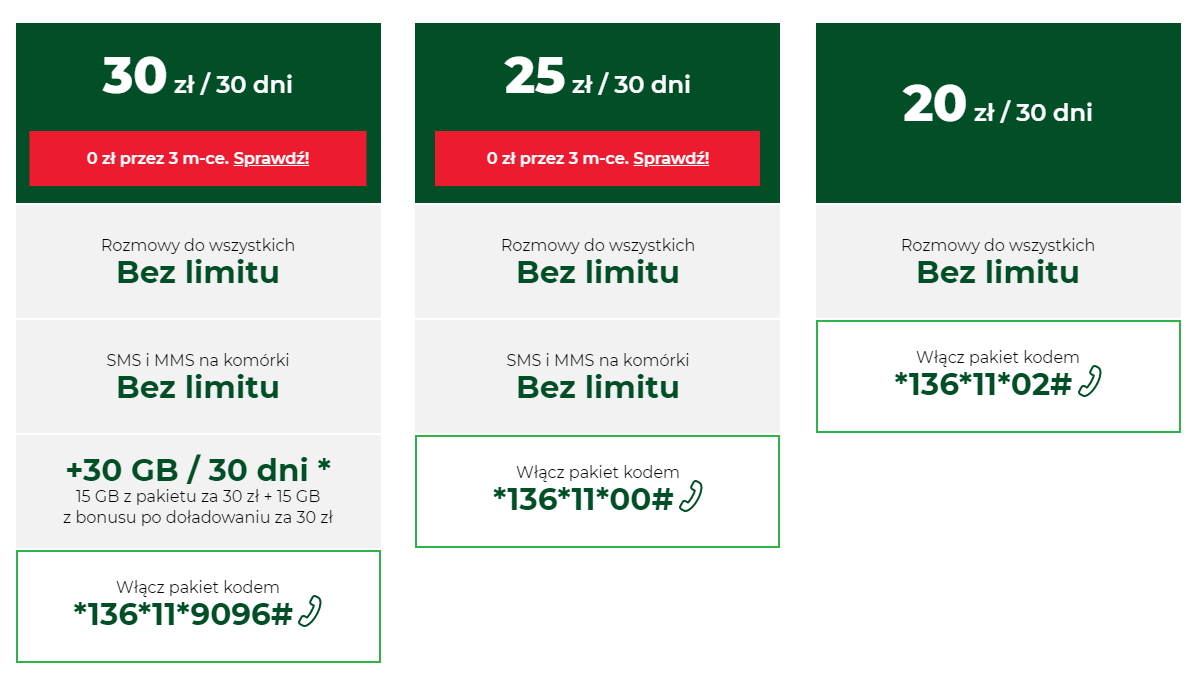 30 zł / 30 dni
0 zł przez 3 m-ce. Sprawdź!
Rozmowy do wszystkich
Bez limitu
SMS i MMS na komórki
Bez limitu
+30 GB / 30 dni *
15 GB z pakietu za 30 zł + 15 GB
z bonusu po doładowaniu za 30 zł
Włącz pakiet kodem
*136*11*9096#
25 zł / 30 dni
0 zł przez 3 m-ce. Sprawdź!
Rozmowy do wszystkich
Bez limitu
SMS i MMS na komórki
Bez limitu
Włącz pakiet kodem
*136*11*00#
20 zł / 30 dni
Rozmowy do wszystkich
Bez limitu
Włącz pakiet kodem
*136*11*02#